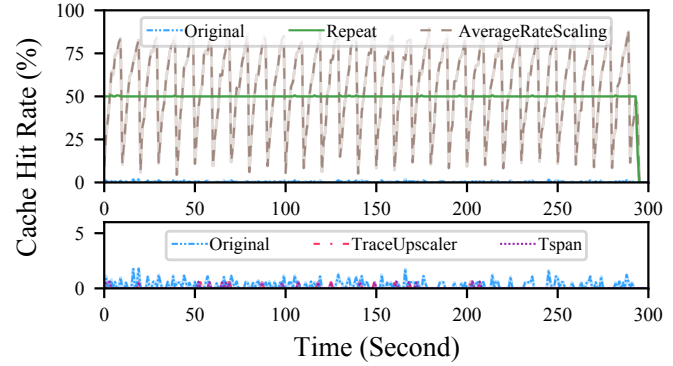 Cache Hit Rate (%)
100
75
50
25
0
Original Repeat AverageRateScaling
0 50 100 150 200 250 300
5
0
Original TraceUpscaler Tspan
0 50 100 150 200 250 300
Time (Second)